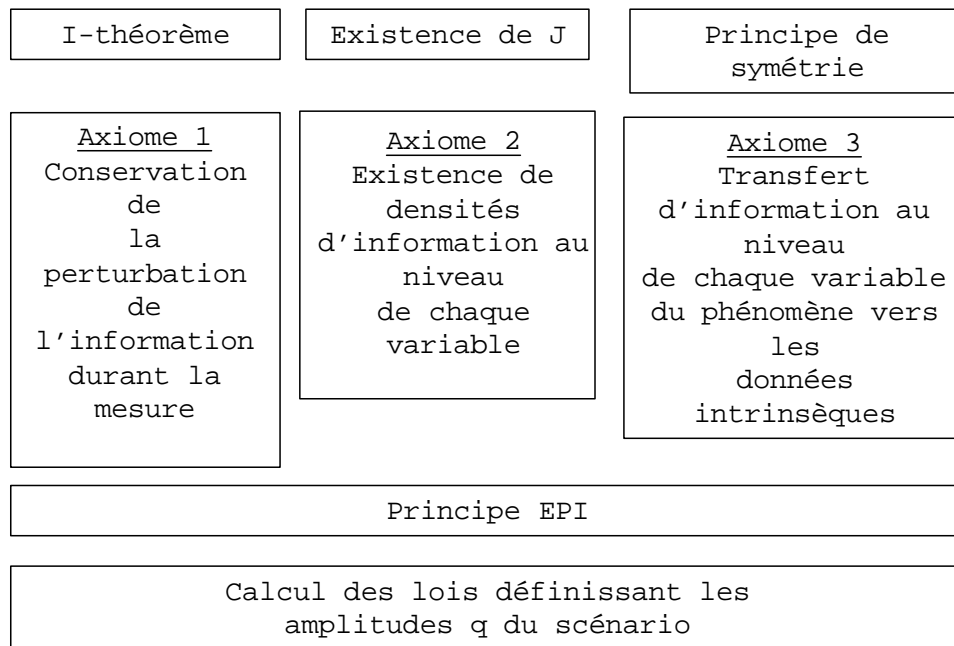 I-théorème
Existence de J
Principe de
symétrie
Axiome 1
Conservation
de
la
perturbation
de
l'information
durant la
mesure
Axiome 2
Existence de
densités
d'information au
niveau
de chaque
variable
Axiome 3
Transfert
d'information au
niveau
de chaque variable
du phénomène vers
les
données
intrinsèques
Principe EPI
Calcul des lois définissant les
amplitudes q du scénario